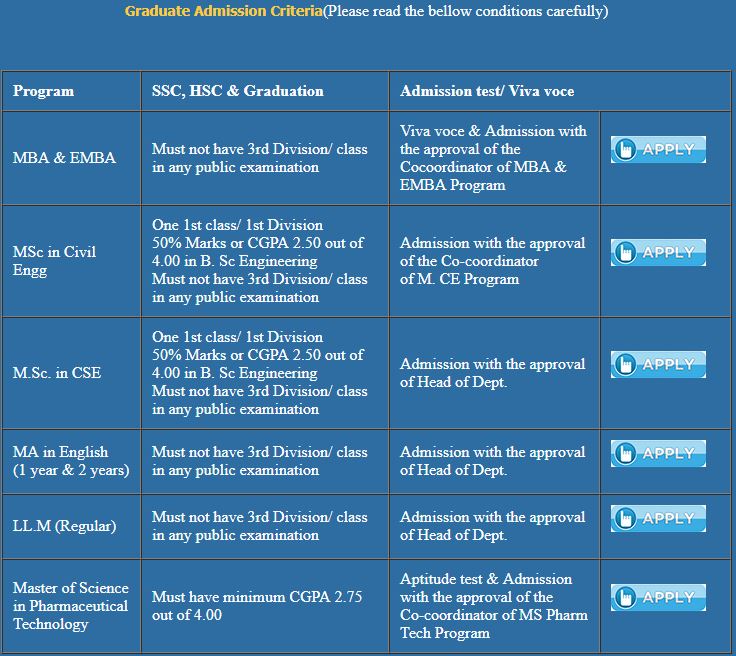 Graduate Admission Criteria(Please read the bellow conditions carefully)
Program
SSC, HSC & Graduation
Admission test/ Viva voce
MBA & EMBA
Must not have 3rd Division/ class
in any public examination
Viva voce & Admission with
the approval of the
Cocoordinator of MBA &
EMBA Program
APPLY
MSc in Civil
Engg
One 1st class/ 1st Division
50% Marks or CGPA 2.50 out of
4.00 in B. Sc Engineering
Must not have 3rd Division/ class
in any public examination
Admission with the approval
of the Co-coordinator
of M. CE Program
APPLY
M.Sc. in CSE
One 1st class/ 1st Division
50% Marks or CGPA 2.50 out of
4.00 in B. Sc Engineering
Must not have 3rd Division/ class
in any public examination
Admission with the approval
of Head of Dept.
APPLY
MA in English
(1 year & 2 years)
Must not have 3rd Division/ class
in any public examination
Admission with the approval
of Head of Dept.
APPLY
LL.M (Regular)
Must not have 3rd Division/ class
in any public examination
Admission with the approval
of Head of Dept.
APPLY
Master of Science
in Pharmaceutical
Technology
Must have minimum CGPA 2.75
out of 4.00
Aptitude test & Admission
with the approval of the
Co-coordinator of MS Pharm
Tech Program
APPLY